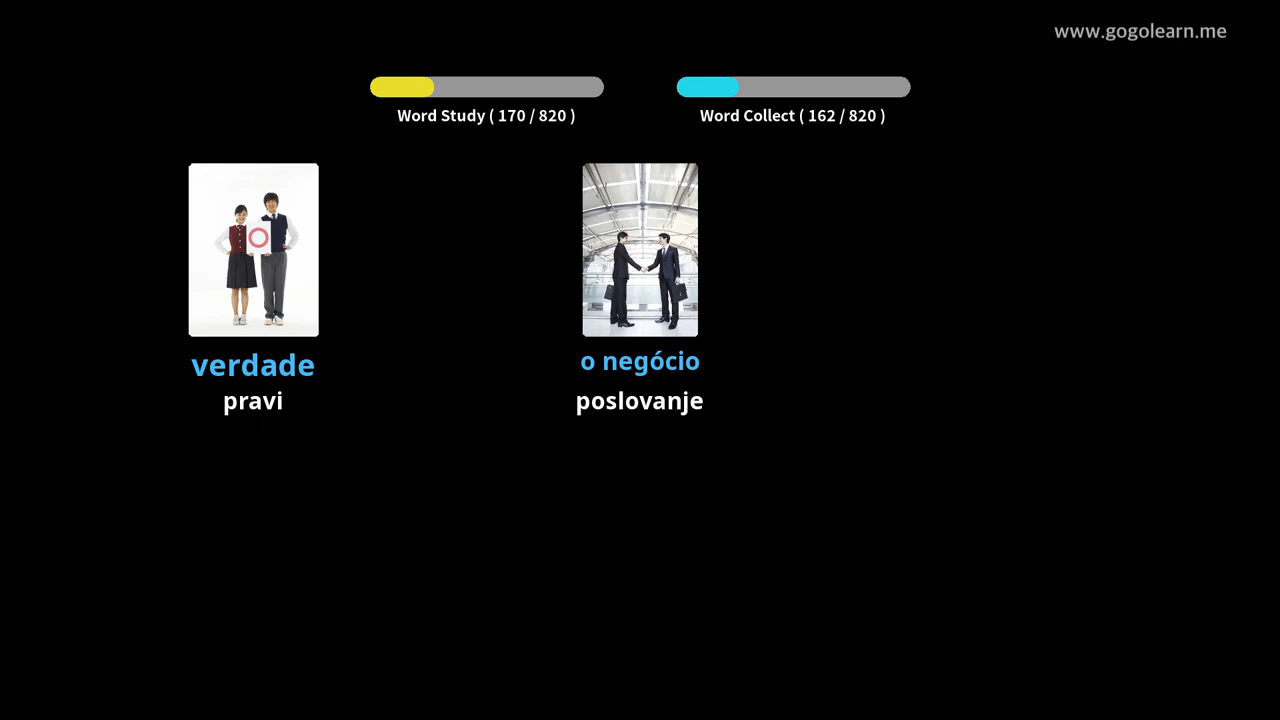 www.gogolearn.me
Word Study ( 170 / 820 )
Word Collect ( 162 / 820 )
verdade
pravi
o negócio
poslovanje